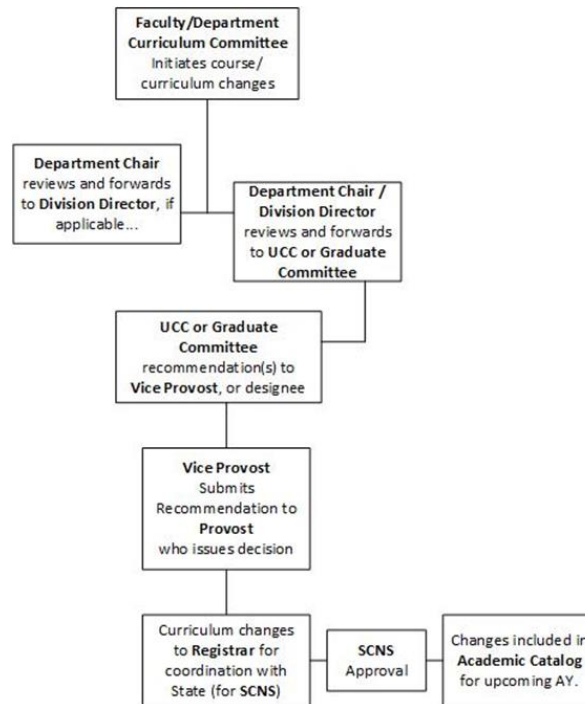 Faculty/Department
Curriculum Committee
Initiates course/
curriculum changes
Department Chair
reviews and forwards
to Division Director, if
applicable...
Department Chair /
Division Director
reviews and forwards
to UCC or Graduate
Committee
UCC or Graduate
Committee
recommendation(s) to
Vice Provost, or designee
Vice Provost
Submits
Recommendation to
Provost
who issues decision
Curriculum changes
to Registrar for
coordination with
State (for SCNS)
SCNS
Approval
Changes included in
Academic Catalog
for upcoming AY.